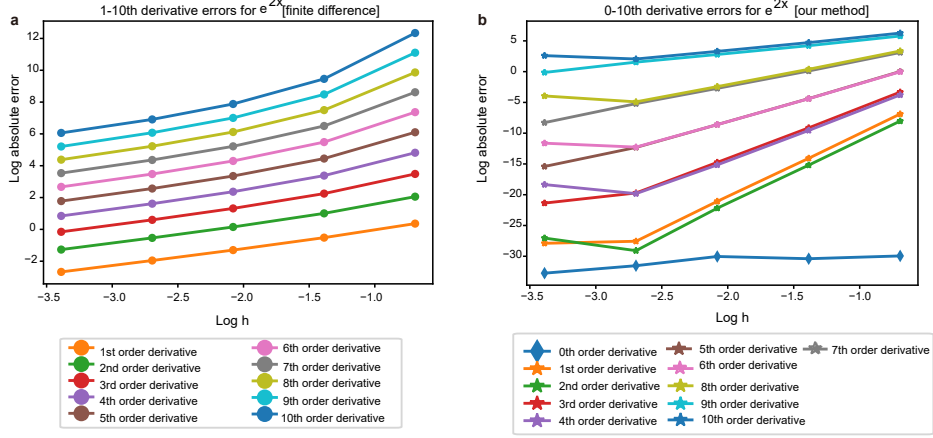 a
1-10th derivative errors for e^2x [finite difference]
12
10
8
6
4
2
0
−2
Log absolute error
−3.5
−3.0
−2.5
−2.0
−1.5
−1.0
Log h
1st order derivative
2nd order derivative
3rd order derivative
4th order derivative
5th order derivative
6th order derivative
7th order derivative
8th order derivative
9th order derivative
10th order derivative
b
0-10th derivative errors for e^2x [our method]
5
0
−5
−10
−15
−20
−25
−30
Log absolute error
−3.5
−3.0
−2.5
−2.0
−1.5
−1.0
−0.5
Log h
0th order derivative
1st order derivative
2nd order derivative
3rd order derivative
4th order derivative
5th order derivative
6th order derivative
8th order derivative
9th order derivative
10th order derivative
7th order derivative